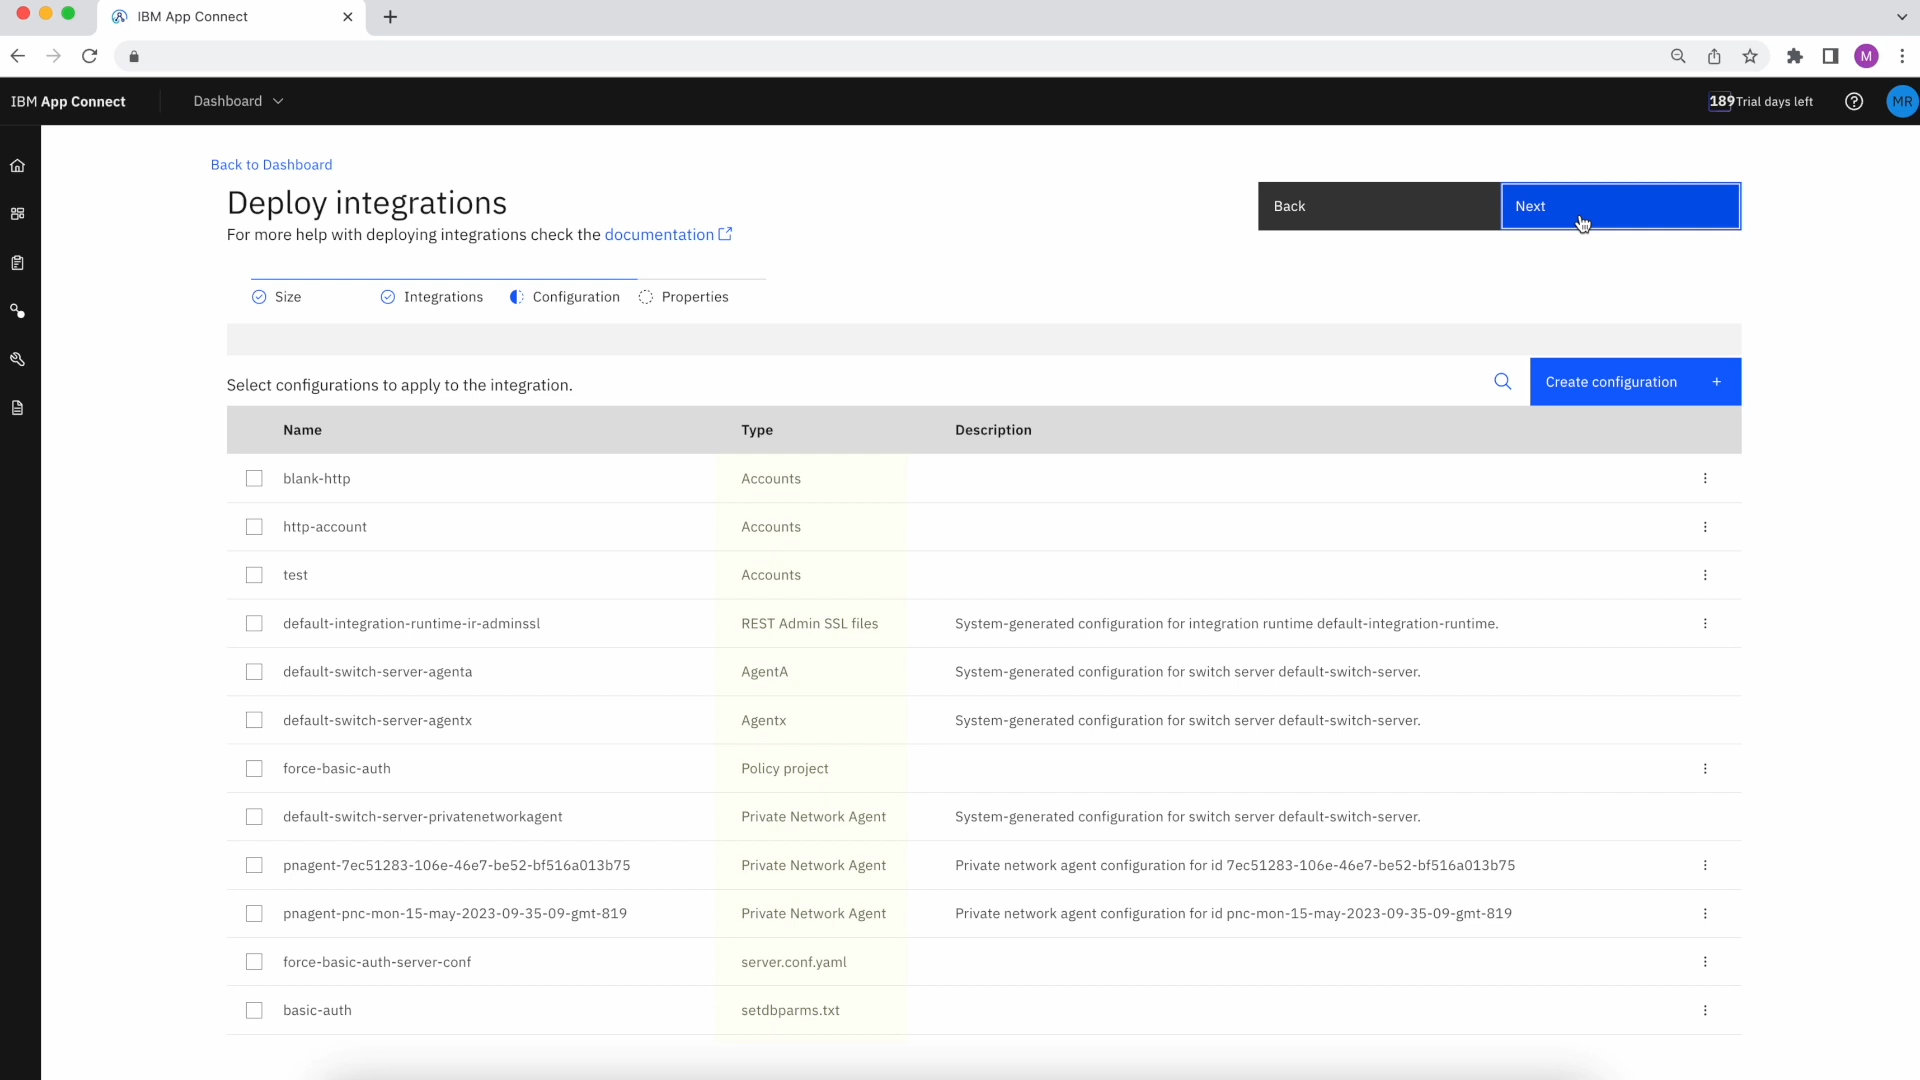 IBM App Connect
M
IBM App Connect
Dashboard
189 Trial days left
MR
Back to Dashboard
Deploy integrations
Back
Next
For more help with deploying integrations check the documentation
Size
Integrations
Configuration
Properties
Select configurations to apply to the integration.
Create configuration +
Name Type Description
blank-http Accounts
http-account Accounts
test Accounts
default-integration-runtime-ir-adminssl REST Admin SSL files System-generated configuration for integration runtime default-integration-runtime.
default-switch-server-agenta AgentA System-generated configuration for switch server default-switch-server.
default-switch-server-agentx Agentx System-generated configuration for switch server default-switch-server.
force-basic-auth Policy project
default-switch-server-privatenetworkagent Private Network Agent System-generated configuration for switch server default-switch-server.
pnagent-7ec51283-106e-46e7-be52-bf516a013b75 Private Network Agent Private network agent configuration for id 7ec51283-106e-46e7-be52-bf516a013b75
pnagent-pnc-mon-15-may-2023-09-35-09-gmt-819 Private Network Agent Private network agent configuration for id pnc-mon-15-may-2023-09-35-09-gmt-819
force-basic-auth-server-conf server.conf.yaml
basic-auth setdbparms.txt